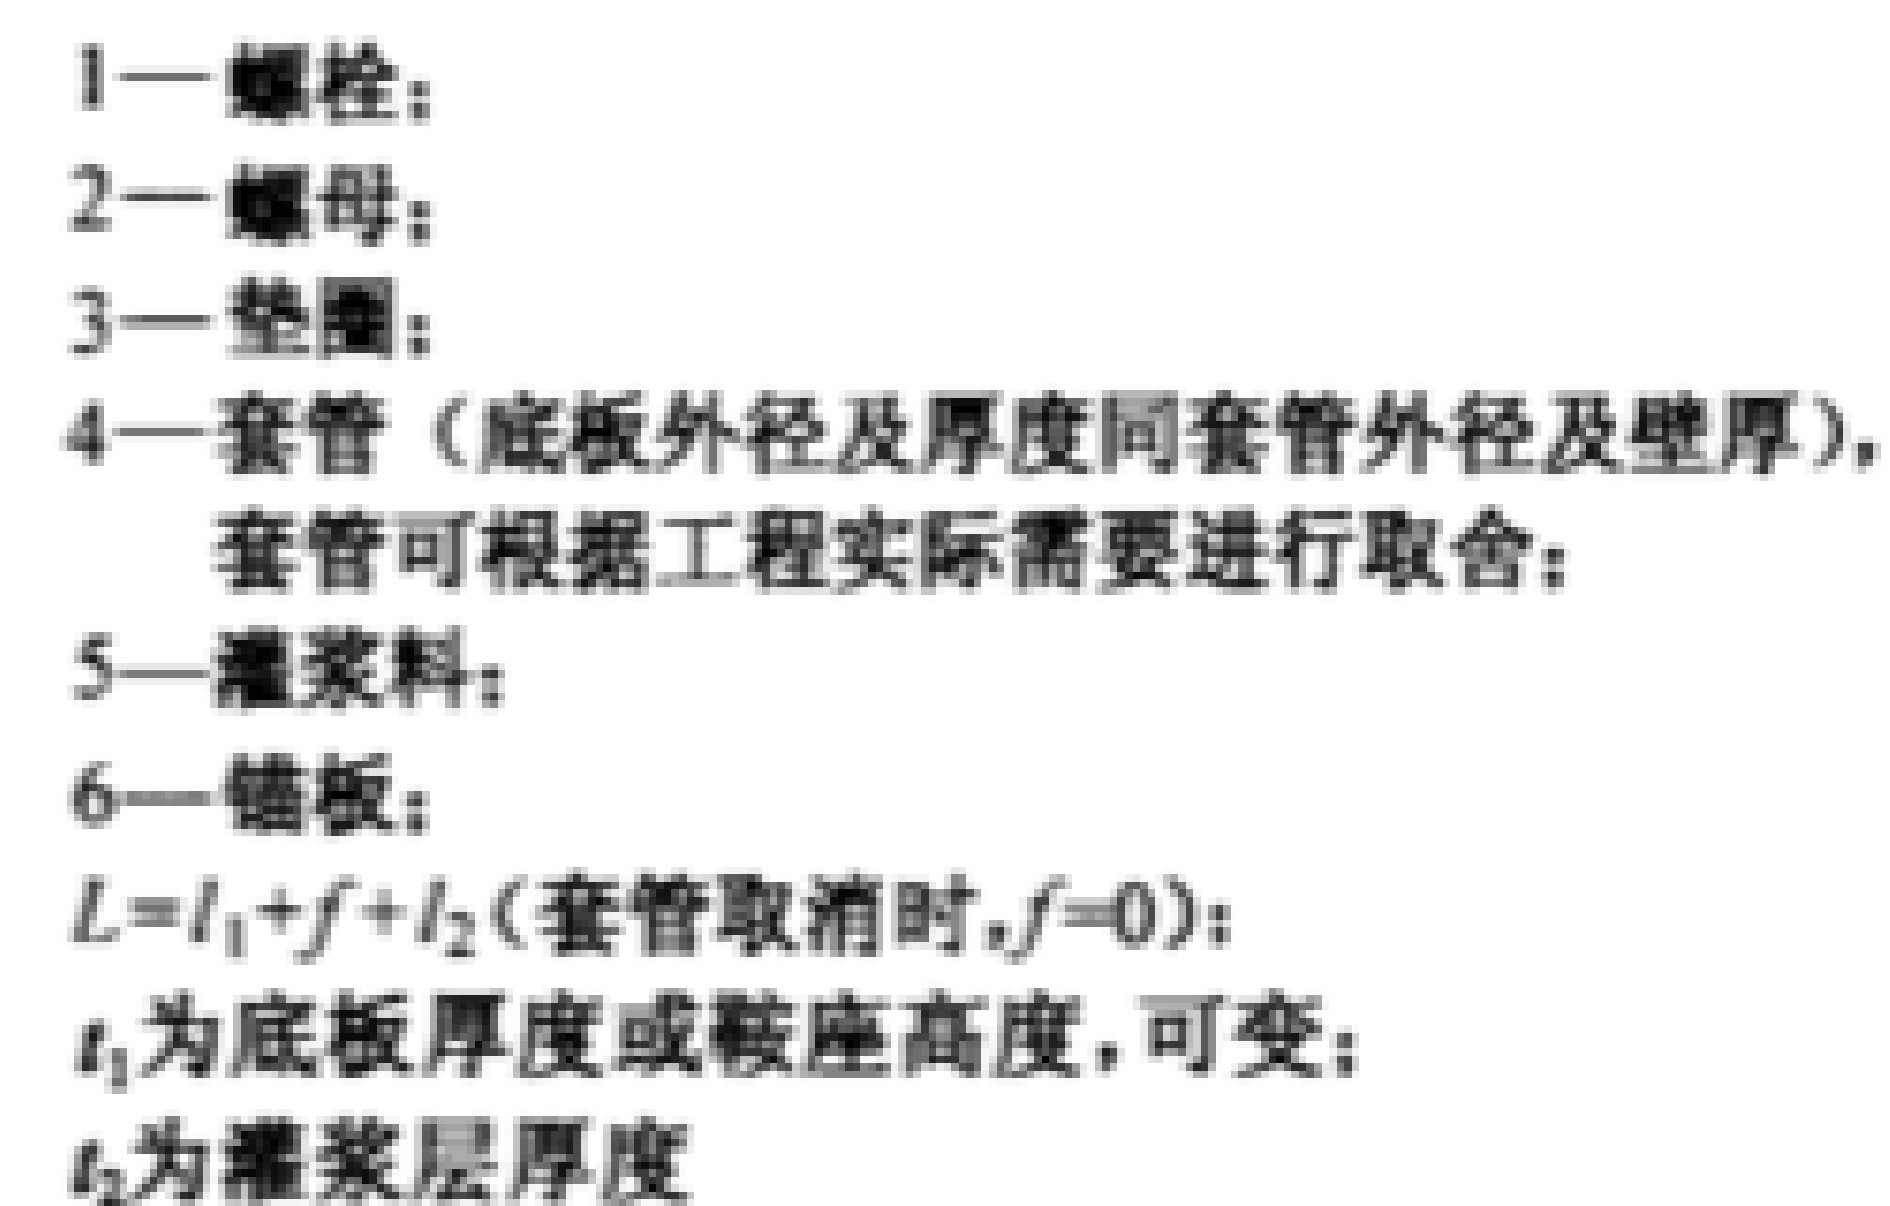 1—螺栓;
2—螺母;
3—垫圈;
4—套管（底板外径及厚度同套管外径及壁厚),
套管可根据工程实际需要进行取舍;
5—灌浆料;
6—锚板;
L=l₁+f+l₂(套管取消时,f=0);
t₁为底板厚度或鞍座高度,可变;
t₂为灌浆层厚度